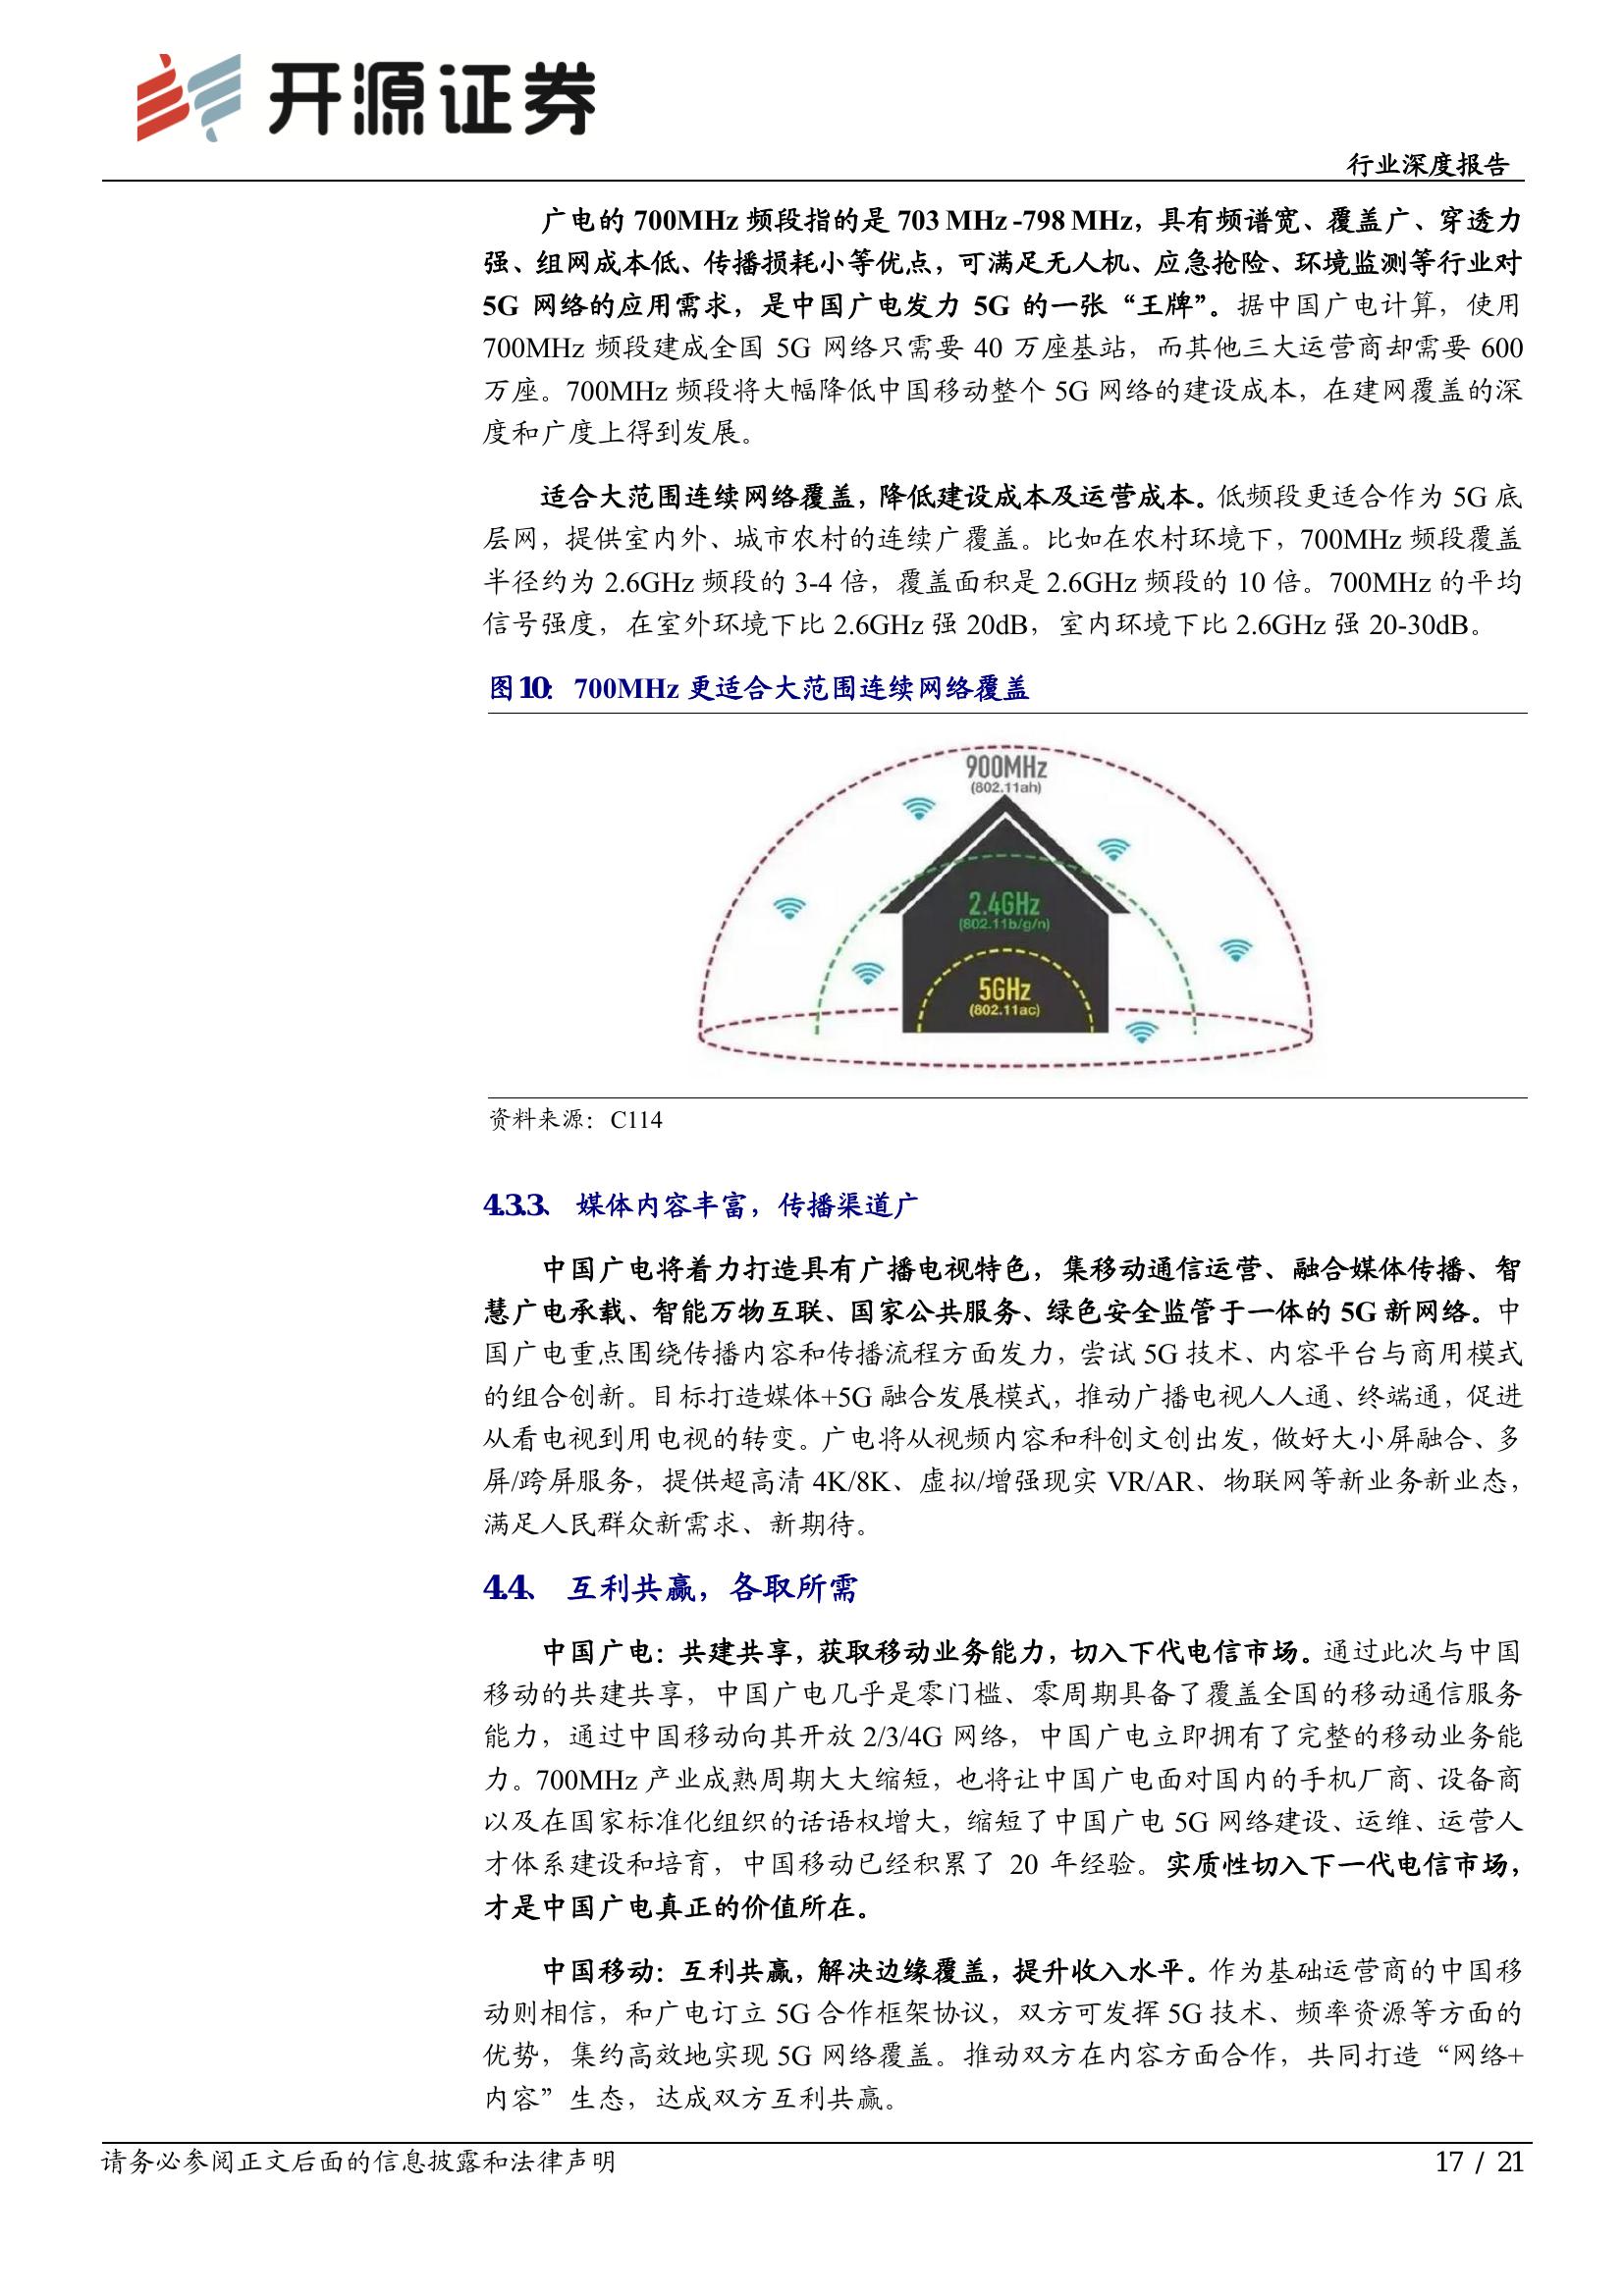 开源证券
行业深度报告
广电的 700MHz 频段指的是 703 MHz -798 MHz，具有频谱宽、覆盖广、穿透力
强、组网成本低、传播损耗小等优点，可满足无人机、应急抢险、环境监测等行业对
5G 网络的应用需求，是中国广电发力 5G 的一张“王牌”。据中国广电计算，使用
700MHz 频段建成全国 5G 网络只需要 40 万座基站，而其他三大运营商却需要 600
万座。700MHz 频段将大幅降低中国移动整个 5G 网络的建设成本，在建网覆盖的深
度和广度上得到发展。
适合大范围连续网络覆盖，降低建设成本及运营成本。低频段更适合作为 5G 底
层网，提供室内外、城市农村的连续广覆盖。比如在农村环境下，700MHz 频段覆盖
半径约为 2.6GHz 频段的 3-4 倍，覆盖面积是 2.6GHz 频段的 10 倍。700MHz 的平均
信号强度，在室外环境下比 2.6GHz 强 20dB，室内环境下比 2.6GHz 强 20-30dB。
图 10：700MHz 更适合大范围连续网络覆盖
900MHz
(802.11ah)
2.4GHz
(802.11b/g/n)
5GHz
(802.11ac)
资料来源：C114
4.3.3、 媒体内容丰富，传播渠道广
中国广电将着力打造具有广播电视特色，集移动通信运营、融合媒体传播、智
慧广电承载、智能万物互联、国家公共服务、绿色安全监管于一体的 5G 新网络。中
国广电重点围绕传播内容和传播流程方面发力，尝试 5G 技术、内容平台与商用模式
的组合创新。目标打造媒体+5G 融合发展模式，推动广播电视人人通、终端通，促进
从看电视到用电视的转变。广电将从视频内容和科创文创出发，做好大小屏融合、多
屏/跨屏服务，提供超高清 4K/8K、虚拟/增强现实 VR/AR、物联网等新业务新业态，
满足人民群众新需求、新期待。
4.4、 互利共赢，各取所需
中国广电：共建共享，获取移动业务能力，切入下代电信市场。通过此次与中国
移动的共建共享，中国广电几乎是零门槛、零周期具备了覆盖全国的移动通信服务
能力，通过中国移动向其开放 2/3/4G 网络，中国广电立即拥有了完整的移动业务能
力。700MHz 产业成熟周期大大缩短，也将让中国广电面对国内的手机厂商、设备商
以及在国家标准化组织的话语权增大，缩短了中国广电 5G 网络建设、运维、运营人
才体系建设和培育，中国移动已经积累了 20 年经验。实质性切入下一代电信市场，
才是中国广电真正的价值所在。
中国移动：互利共赢，解决边缘覆盖，提升收入水平。作为基础运营商的中国移
动则相信，和广电订立 5G 合作框架协议，双方可发挥 5G 技术、频率资源等方面的
优势，集约高效地实现 5G 网络覆盖。推动双方在内容方面合作，共同打造“网络+
内容”生态，达成双方互利共赢。
请务必参阅正文后面的信息披露和法律声明
17 / 21